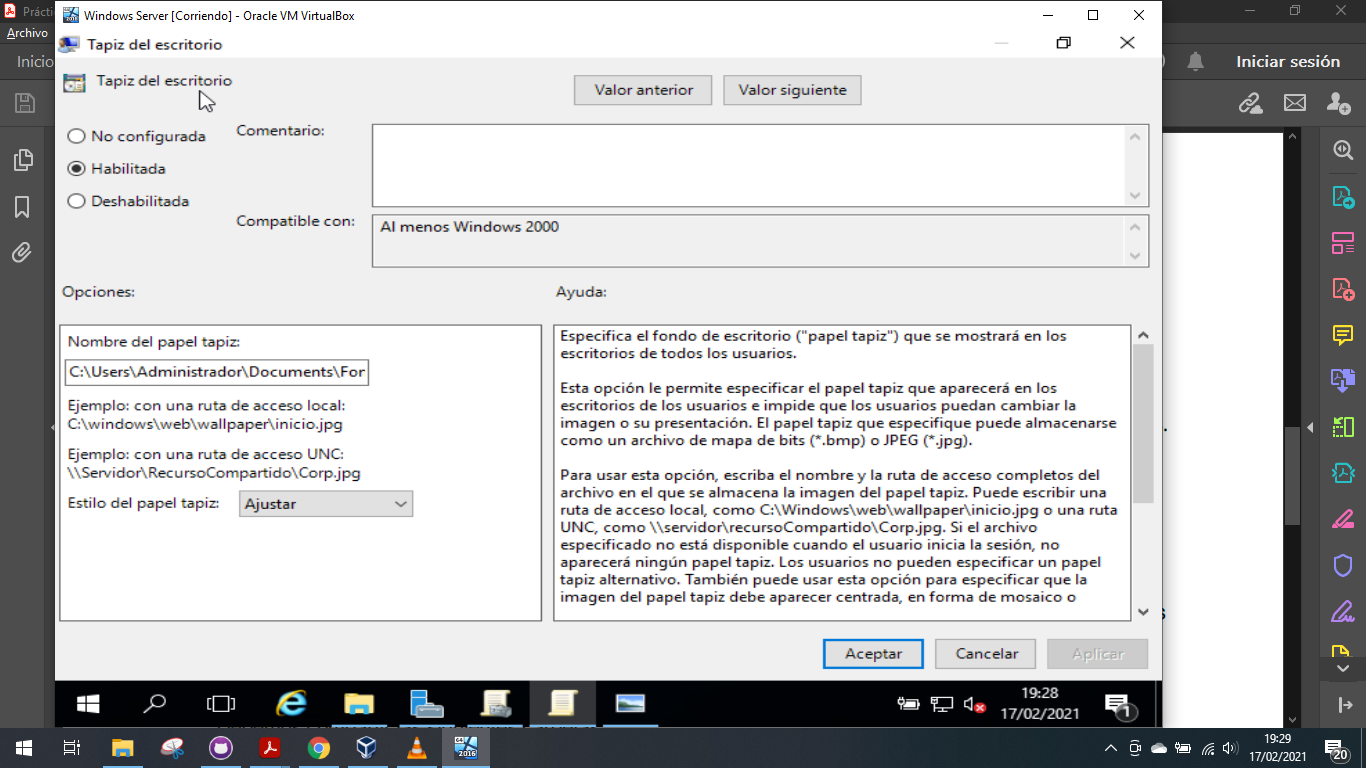 Práctic
Windows Server [Corriendo] - Oracle VM VirtualBox
Archivo
Tapiz del escritorio
Inicio
Iniciar sesión
Tapiz del escritorio
Valor anterior
Valor siguiente
No configurada
Comentario:
Habilitada
Deshabilitada
Compatible con:
Al menos Windows 2000
Opciones:
Ayuda:
Nombre del papel tapiz:
C:\Users\Administrador\Documents\For
Ejemplo: con una ruta de acceso local:
C:\windows\web\wallpaper\inicio.jpg
Ejemplo: con una ruta de acceso UNC:
\\Servidor\RecursoCompartido\Corp.jpg
Estilo del papel tapiz:
Ajustar
Especifica el fondo de escritorio ("papel tapiz") que se mostrará en los
escritorios de todos los usuarios.
Esta opción le permite especificar el papel tapiz que aparecerá en los
escritorios de los usuarios e impide que los usuarios puedan cambiar la
imagen o su presentación. El papel tapiz que especifique puede almacenarse
como un archivo de mapa de bits (*.bmp) o JPEG (*.jpg).
Para usar esta opción, escriba el nombre y la ruta de acceso completos del
archivo en el que se almacena la imagen del papel tapiz. Puede escribir una
ruta de acceso local, como C:\Windows\web\wallpaper\inicio.jpg o una ruta
UNC, como \\servidor\recursoCompartido\Corp.jpg. Si el archivo
especificado no está disponible cuando el usuario inicia la sesión, no
aparecerá ningún papel tapiz. Los usuarios no pueden especificar un papel
tapiz alternativo. También puede usar esta opción para especificar que la
imagen del papel tapiz debe aparecer centrada, en forma de mosaico o
Aceptar
Cancelar
Aplicar
19:28
17/02/2021
1
2016
19:29
17/02/2021
20